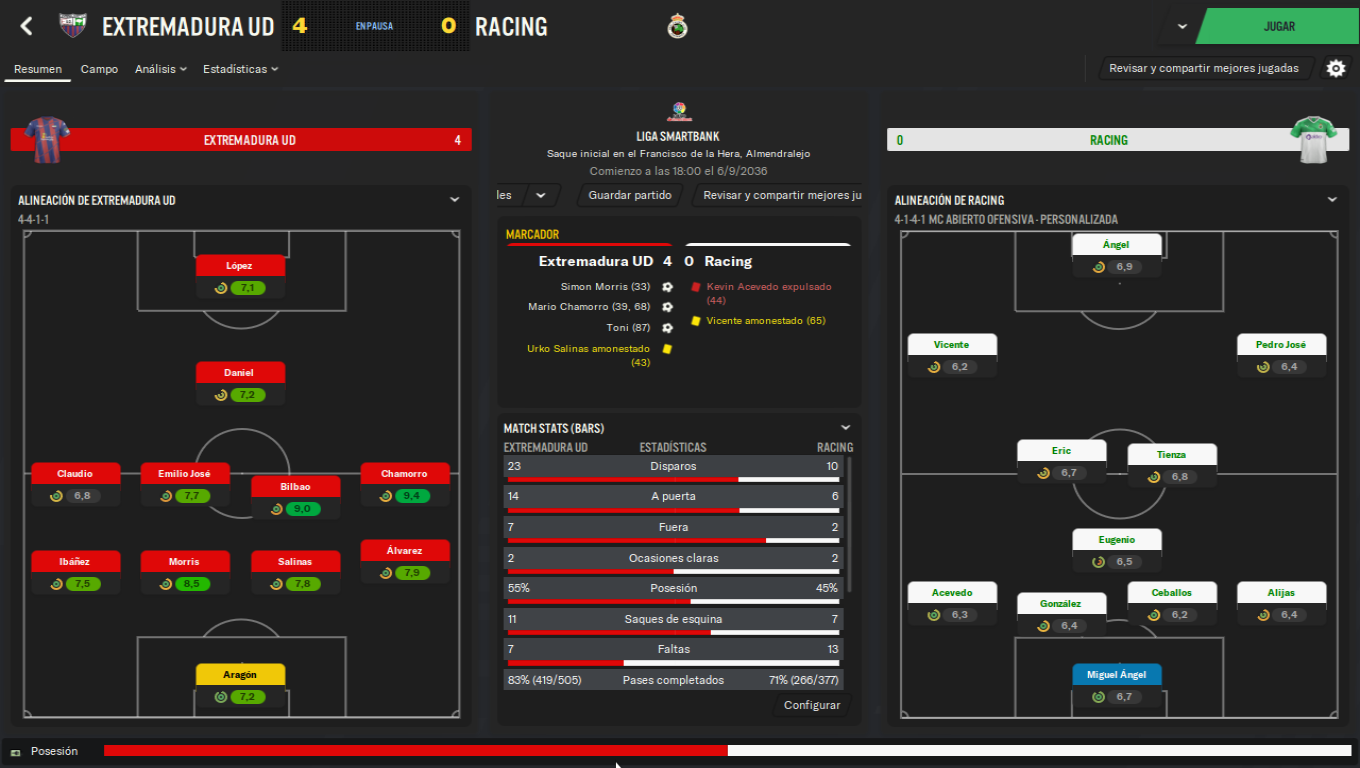 EXTREMADURA UD
4
EN PAUSA
0
RACING
JUGAR
Resumen
Campo
Análisis
Estadísticas
Revisar y compartir mejores jugadas
EXTREMADURA UD
4
LIGA SMARTBANK
Saque inicial en el Francisco de la Hera, Almendralejo
Comienzo a las 18:00 el 6/9/2036
les
Guardar partido
Revisar y compartir mejores ju
0
RACING
ALINEACIÓN DE EXTREMADURA UD
4-4-1-1
López
7,1
Daniel
7,2
Claudio
6,8
Emilio José
7,7
Bilbao
9,0
Chamorro
9,4
Ibáñez
7,5
Morris
8,5
Salinas
7,8
Álvarez
7,9
Aragón
7,2
MARCADOR
Extremadura UD 4 0 Racing
Simon Morris (33)
Mario Chamorro (39, 68)
Toni (87)
Urko Salinas amonestado
(43)
Kevin Acevedo expulsado
(44)
Vicente amonestado (65)
MATCH STATS (BARS)
EXTREMADURA UD ESTADÍSTICAS RACING
23 Disparos 10
14 A puerta 6
7 Fuera 2
2 Ocasiones claras 2
55% Posesión 45%
11 Saques de esquina 7
7 Faltas 13
83% (419/505) Pases completados 71% (266/377)
Configurar
ALINEACIÓN DE RACING
4-1-4-1 MC ABIERTO OFENSIVA - PERSONALIZADA
Ángel
6,9
Vicente
6,2
Pedro José
6,4
Eric
6,7
Tienza
6,8
Eugenio
6,5
Acevedo
6,3
González
6,4
Ceballos
6,2
Alijas
6,4
Miguel Ángel
6,7
Posesión